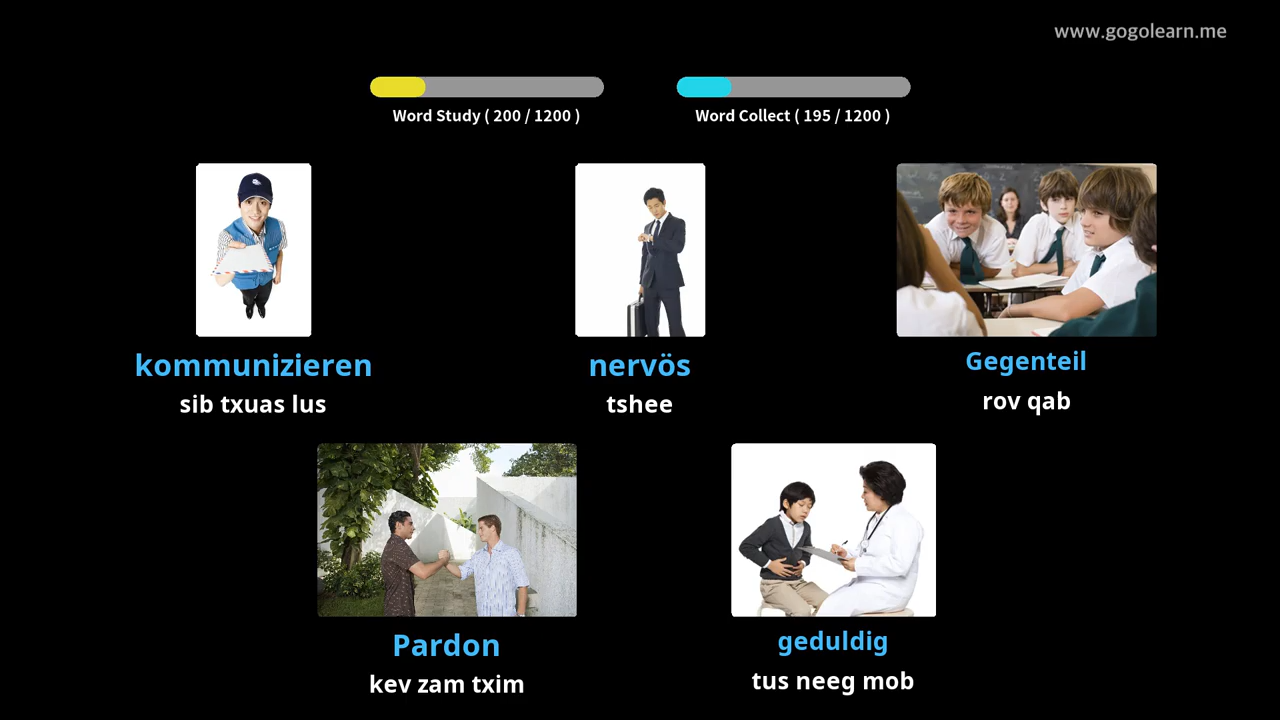 www.gogolearn.me
Word Study ( 200 / 1200 )
Word Collect ( 195 / 1200 )
kommunizieren
sib txuas lus
nervös
tshee
Gegenteil
rov qab
Pardon
kev zam txim
geduldig
tus neeg mob